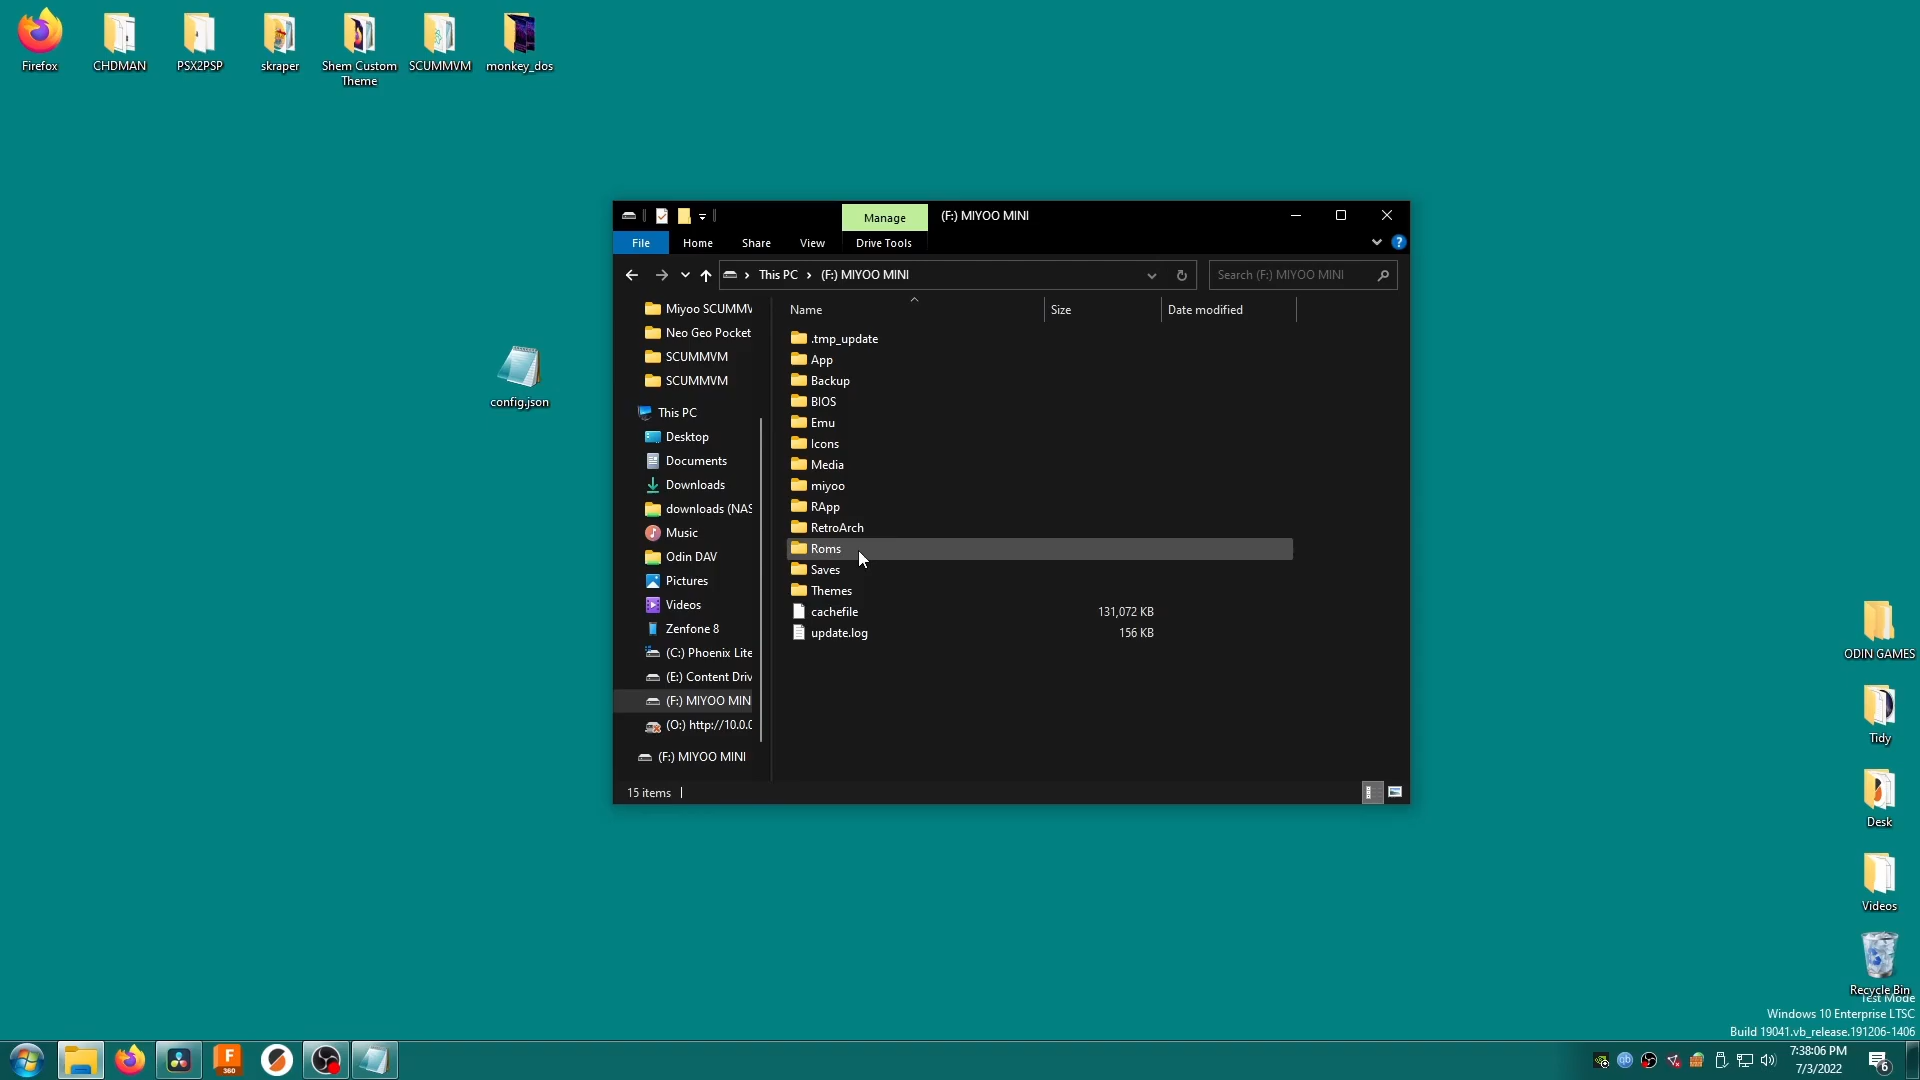 Firefox
CHDMAN
PSX2PSP
skraper
Shem Custom
Theme
SCUMMVM
monkey_dos
config.json
Manage
(F:) MIYOO MINI
File
Home
Share
View
Drive Tools
This PC
(F:) MIYOO MINI
Search (F:) MIYOO MINI
Miyoo SCUMMV
Neo Geo Pocket
SCUMMVM
SCUMMVM
This PC
Desktop
Documents
Downloads
downloads (NAS
Music
Odin DAV
Pictures
Videos
Zenfone 8
(C:) Phoenix Lite
(E:) Content Driv
(F:) MIYOO MIN
(O:) http://10.0.0
(F:) MIYOO MINI
Name
Size
Date modified
.tmp_update
App
Backup
BIOS
Emu
Icons
Media
miyoo
RApp
RetroArch
Roms
Saves
Themes
cachefile 131,072 KB
update.log 156 KB
15 items
ODIN GAMES
Tidy
Desk
Videos
Recycle Bin
Test Mode
Windows 10 Enterprise LTSC
Build 19041.vb_release.191206-1406
F
360
qb
7:38:06 PM
7/3/2022
6